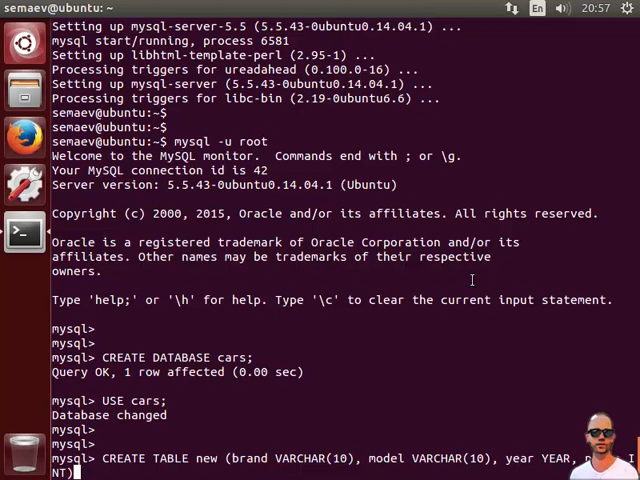 semaev@ubuntu: ~
En
20:57
Setting up mysql-server-5.5 (5.5.43-0ubuntu0.14.04.1) ...
mysql start/running, process 6581
Setting up libhtml-template-perl (2.95-1) ...
Processing triggers for ureadahead (0.100.0-16) ...
Setting up mysql-server (5.5.43-0ubuntu0.14.04.1) ...
Processing triggers for libc-bin (2.19-0ubuntu6.6) ...
semaev@ubuntu:~$
semaev@ubuntu:~$
semaev@ubuntu:~$ mysql -u root
Welcome to the MySQL monitor.  Commands end with ; or \g.
Your MySQL connection id is 42
Server version: 5.5.43-0ubuntu0.14.04.1 (Ubuntu)
Copyright (c) 2000, 2015, Oracle and/or its affiliates. All rights reserved.
Oracle is a registered trademark of Oracle Corporation and/or its
affiliates. Other names may be trademarks of their respective
owners.
Type 'help;' or '\h' for help. Type '\c' to clear the current input statement.
mysql>
mysql>
mysql> CREATE DATABASE cars;
Query OK, 1 row affected (0.00 sec)
mysql> USE cars;
Database changed
mysql>
mysql>
mysql> CREATE TABLE new (brand VARCHAR(10), model VARCHAR(10), year YEAR, I
NT)